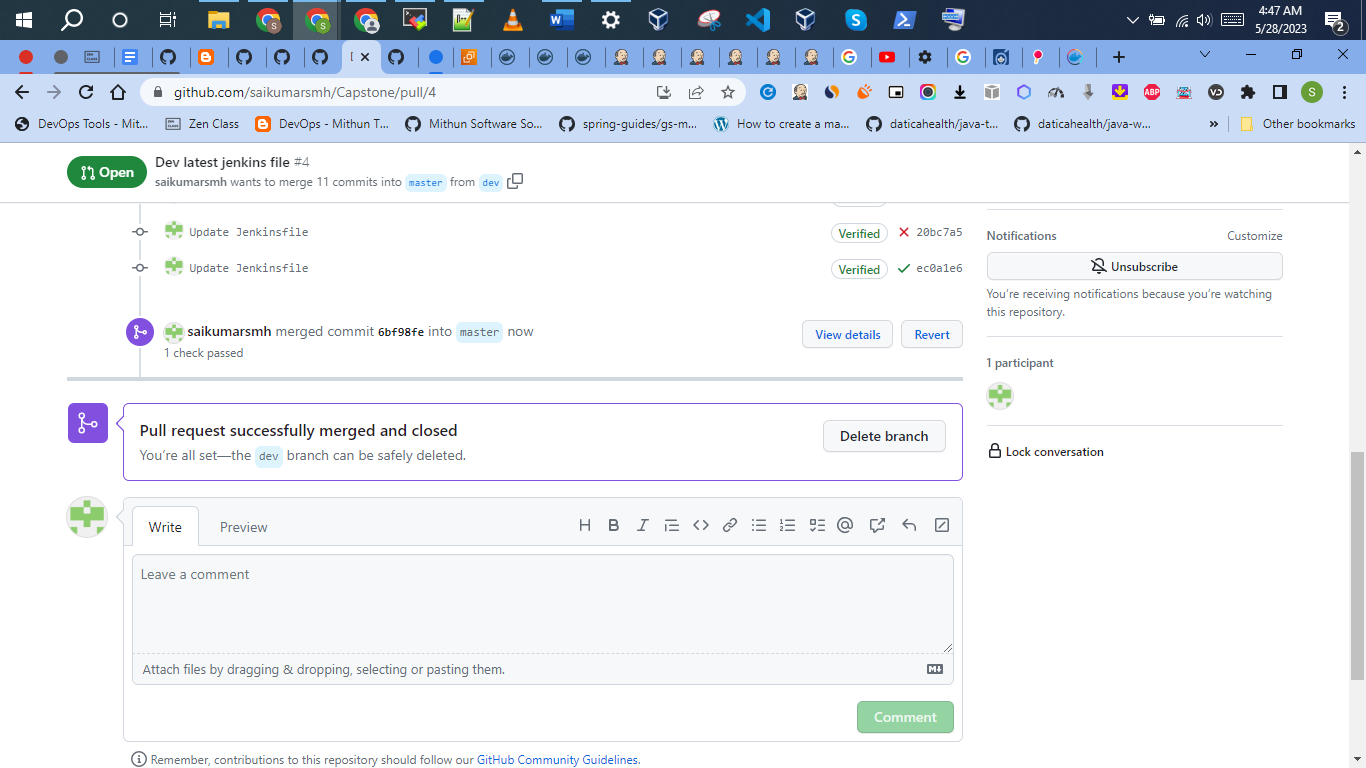 4:47 AM
5/28/2023
2
github.com/saikumarsmh/Capstone/pull/4
ABP
VD
S
DevOps Tools - Mit...
Zen Class
DevOps - Mithun T...
Mithun Software So...
spring-guides/gs-m...
How to create a ma...
daticahealth/java-t...
daticahealth/java-w...
»
Other bookmarks
Open
Dev latest jenkins file #4
saikumarsmh wants to merge 11 commits into master from dev
Update Jenkinsfile
Verified
20bc7a5
Update Jenkinsfile
Verified
ec0a1e6
saikumarsmh merged commit 6bf98fe into master now
1 check passed
View details
Revert
Pull request successfully merged and closed
You're all set—the dev branch can be safely deleted.
Delete branch
Write
Preview
Leave a comment
Attach files by dragging & dropping, selecting or pasting them.
Comment
Remember, contributions to this repository should follow our GitHub Community Guidelines.
Notifications
Customize
Unsubscribe
You're receiving notifications because you're watching
this repository.
1 participant
Lock conversation